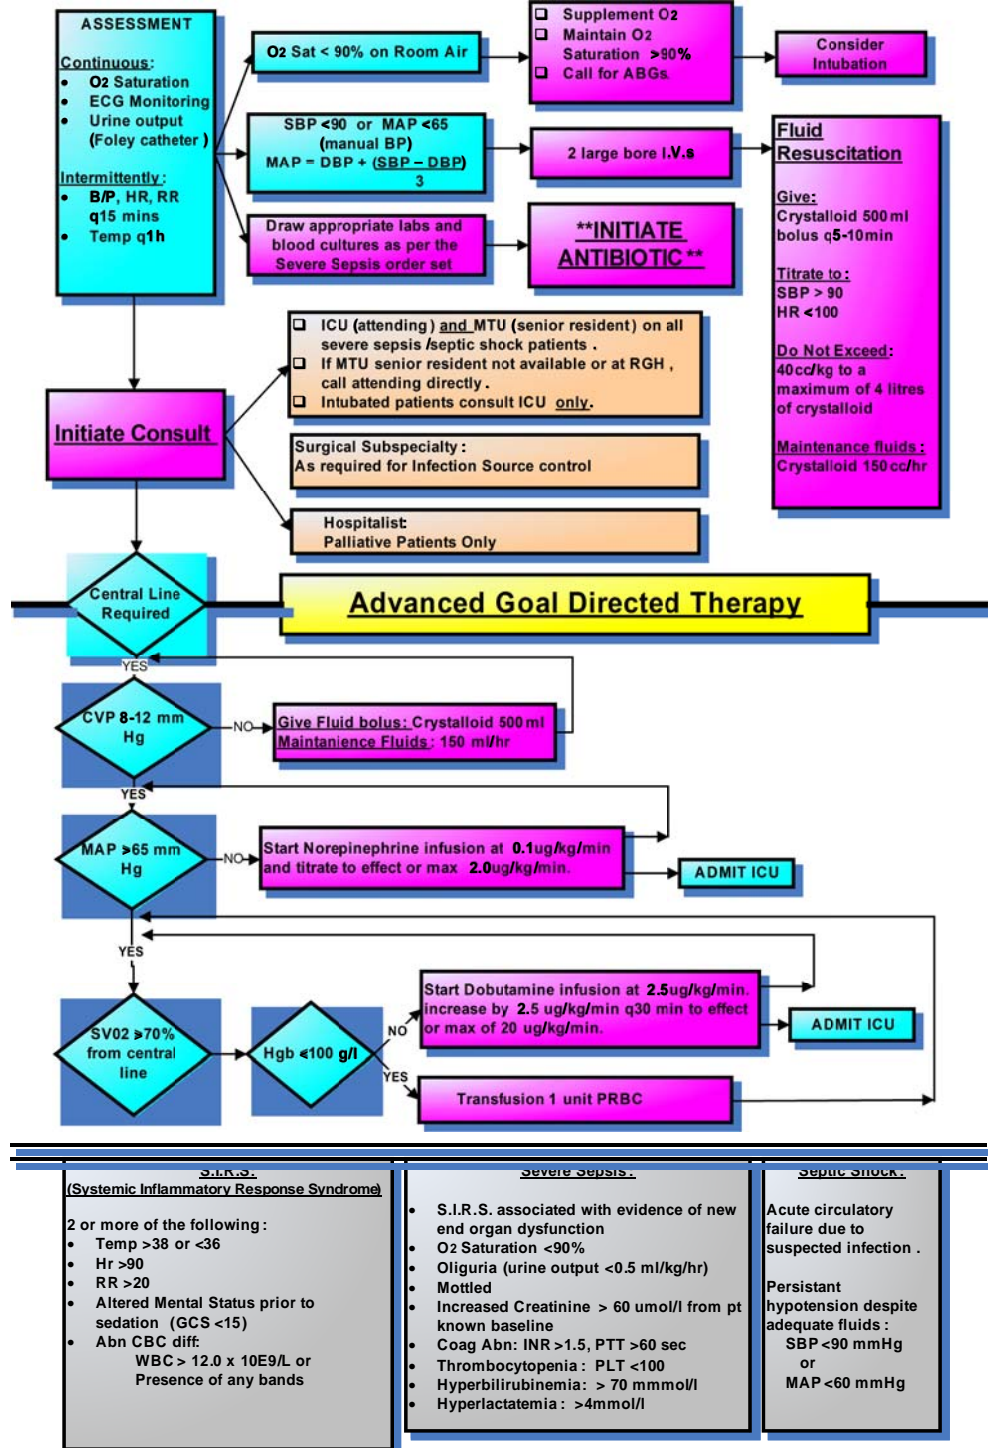 ASSESSMENT
Continuous:
• O2 Saturation
• ECG Monitoring
• Urine output
(Foley catheter)
Intermittently:
• B/P, HR, RR
q15 mins
• Temp q1h
O2 Sat < 90% on Room Air
❑ Supplement O2
❑ Maintain O2
Saturation >90%
❑ Call for ABGs.
Consider
Intubation
SBP <90 or MAP <65
(manual BP)
MAP = DBP + (SBP – DBP)
3
2 large bore I.V.s
Fluid
Resuscitation
Give:
Crystalloid 500 ml
bolus q5-10min
Titrate to:
SBP > 90
HR <100
Do Not Exceed:
40cc/kg to a
maximum of 4 litres
of crystalloid
Maintenance fluids:
Crystalloid 150 cc/hr
Draw appropriate labs and
blood cultures as per the
Severe Sepsis order set
**INITIATE
ANTIBIOTIC**
Initiate Consult
❑ ICU (attending) and MTU (senior resident) on all
severe sepsis /septic shock patients.
❑ If MTU senior resident not available or at RGH,
call attending directly.
❑ Intubated patients consult ICU only.
Surgical Subspecialty:
As required for Infection Source control
Hospitalist:
Palliative Patients Only
Central Line
Required
Advanced Goal Directed Therapy
YES
CVP 8-12 mm
Hg
NO
Give Fluid bolus: Crystalloid 500 ml
Maintanience Fluids: 150 ml/hr
YES
MAP ≥65 mm
Hg
NO
Start Norepinephrine infusion at 0.1ug/kg/min
and titrate to effect or max 2.0ug/kg/min.
ADMIT ICU
YES
SV02 ≥70%
from central
line
Hgb ≤100 g/l
NO
Start Dobutamine infusion at 2.5ug/kg/min.
increase by 2.5 ug/kg/min q30 min to effect
or max of 20 ug/kg/min.
ADMIT ICU
YES
Transfusion 1 unit PRBC
S.I.R.S.
(Systemic Inflammatory Response Syndrome)
2 or more of the following:
• Temp >38 or <36
• Hr >90
• RR >20
• Altered Mental Status prior to
sedation (GCS <15)
• Abn CBC diff:
WBC > 12.0 x 10E9/L or
Presence of any bands
Severe Sepsis:
• S.I.R.S. associated with evidence of new
end organ dysfunction
• O2 Saturation <90%
• Oliguria (urine output <0.5 ml/kg/hr)
• Mottled
• Increased Creatinine > 60 umol/l from pt
known baseline
• Coag Abn: INR >1.5, PTT >60 sec
• Thrombocytopenia: PLT <100
• Hyperbilirubinemia: > 70 mmmol/l
• Hyperlactatemia: >4mmol/l
Septic Shock:
Acute circulatory
failure due to
suspected infection.
Persistant
hypotension despite
adequate fluids:
SBP <90 mmHg
or
MAP <60 mmHg